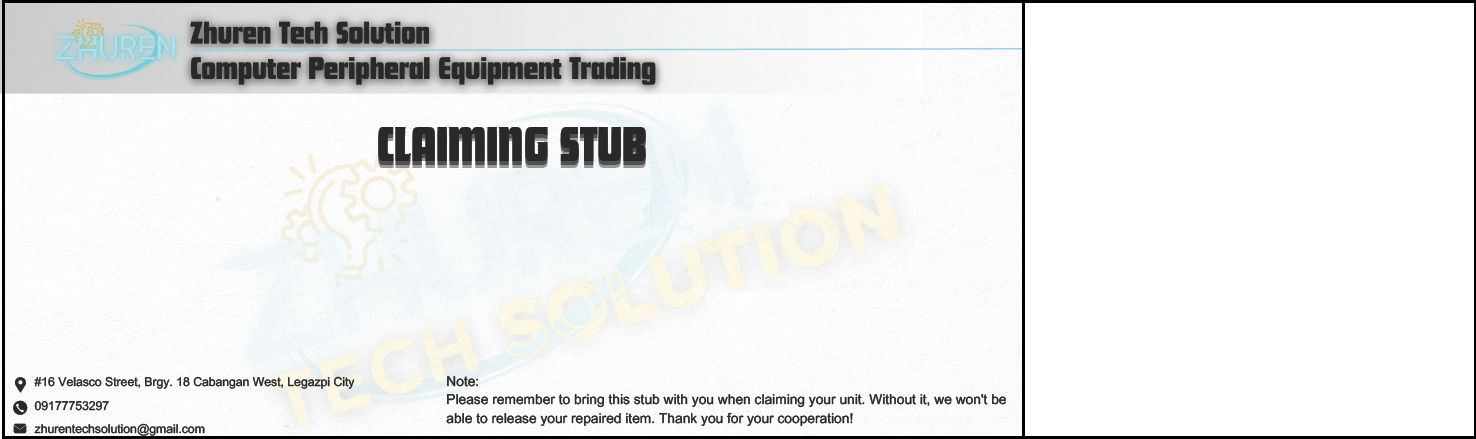 ZHUREN
Zhuren Tech Solution
Computer Peripheral Equipment Trading
CLAIMING STUB
ZHUREN
TECH SOLUTION
#16 Velasco Street, Brgy. 18 Cabangan West, Legazpi City
09177753297
zhurentechsolution@gmail.com
Note:
Please remember to bring this stub with you when claiming your unit. Without it, we won't be
able to release your repaired item. Thank you for your cooperation!